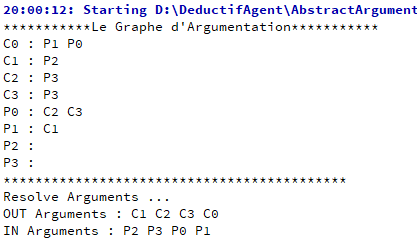 20:00:12: Starting D:\DeductifAgent\AbstractArgument
***********Le Graphe d'Argumentation***********
C0 : P1 P0
C1 : P2
C2 : P3
C3 : P3
P0 : C2 C3
P1 : C1
P2 :
P3 :
*******************************************
Resolve Arguments ...
OUT Arguments : C1 C2 C3 C0
IN Arguments : P2 P3 P0 P1